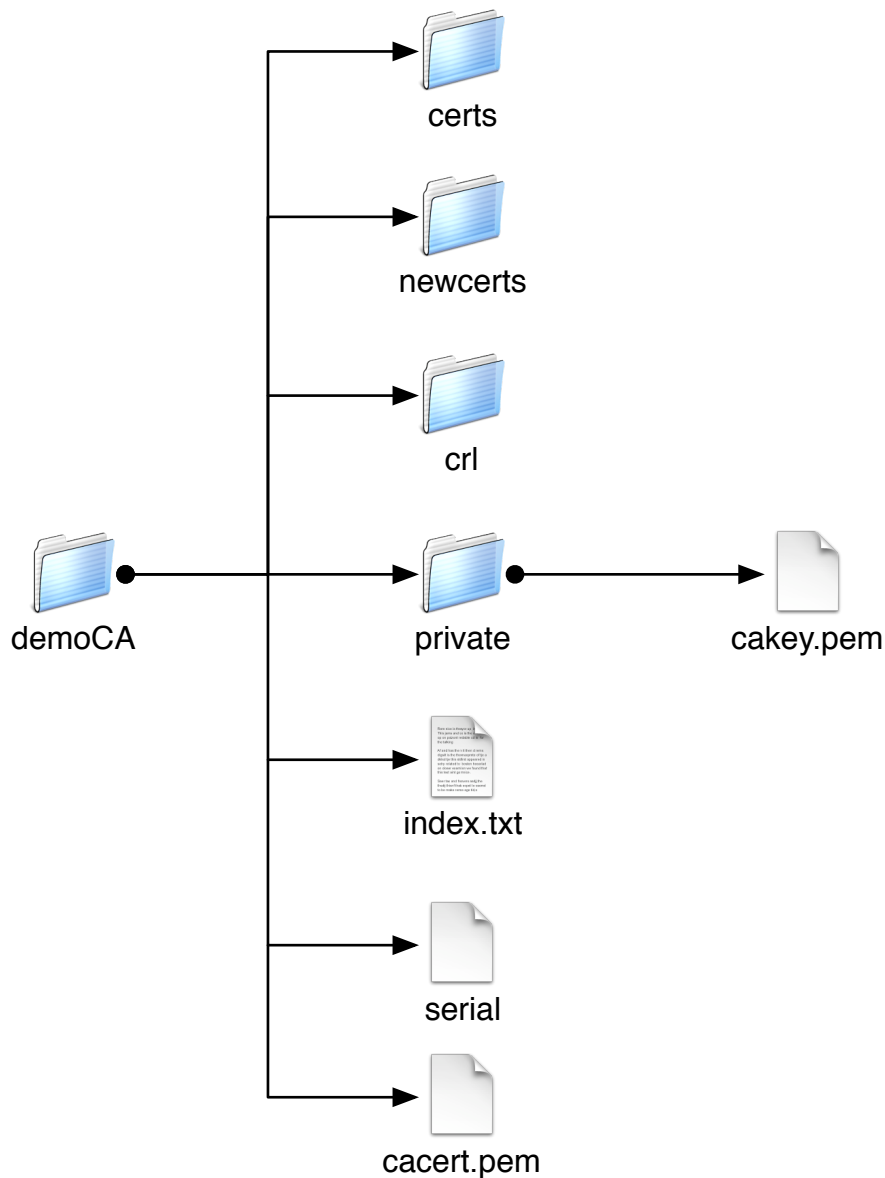 certs
newcerts
crl
demoCA
private
cakey.pem
index.txt
serial
cacert.pem